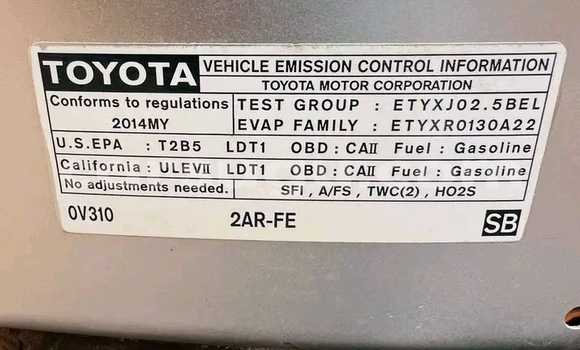 TOYOTA VEHICLE EMISSION CONTROL INFORMATION
TOYOTA MOTOR CORPORATION
Conforms to regulations
2014MY
TEST GROUP : ETYXJ02.5BEL
EVAP FAMILY : ETYXR0130A22
U.S.EPA : T2B5 LDT1 OBD : CAII Fuel : Gasoline
California : ULEVII LDT1 OBD : CAII Fuel : Gasoline
No adjustments needed. SFI , A/FS , TWC(2) , HO2S
0V310 2AR-FE SB